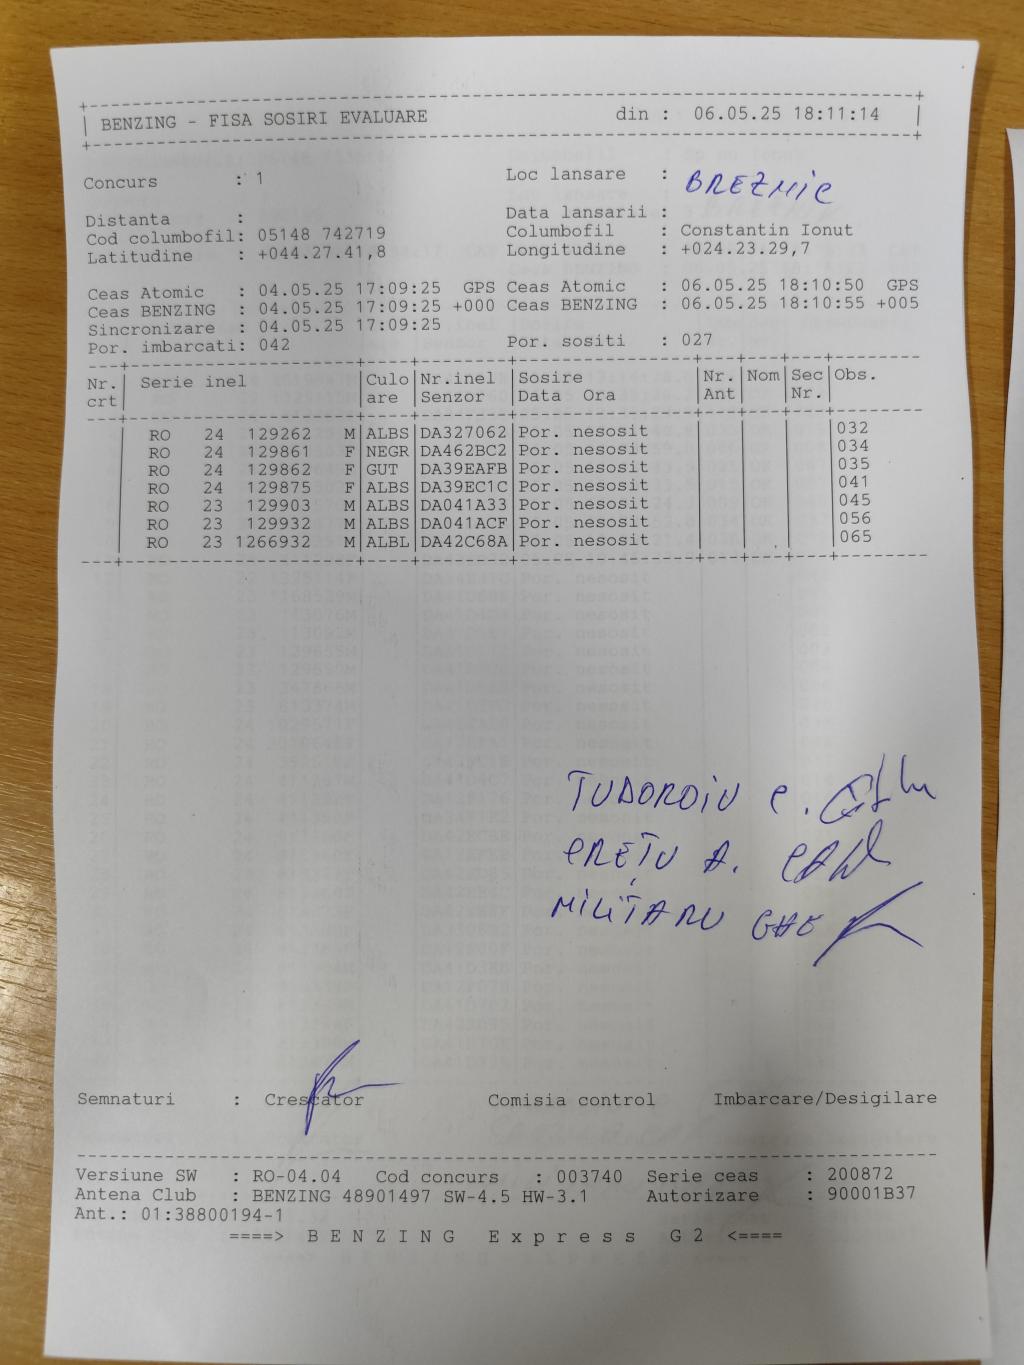 BENZING - FISA SOSIRI EVALUARE din : 06.05.25 18:11:14
Concurs : 1 Loc lansare : BREZNIC
Distanta : Data lansarii :
Cod columbofil: 05148 742719 Columbofil : Constantin Ionut
Latitudine : +044.27.41,8 Longitudine : +024.23.29,7
Ceas Atomic : 04.05.25 17:09:25 GPS Ceas Atomic : 06.05.25 18:10:50 GPS
Ceas BENZING : 04.05.25 17:09:25 +000 Ceas BENZING : 06.05.25 18:10:55 +005
Sincronizare : 04.05.25 17:09:25
Por. imbarcati: 042 Por. sositi : 027
Nr. Serie inel Culo Nr.inel Sosire Nr. Nom Sec Obs.
crt are Senzor Data Ora Ant Nr.
RO 24 129262 M ALBS DA327062 Por. nesosit 032
RO 24 129861 F NEGR DA462BC2 Por. nesosit 034
RO 24 129862 F GUT DA39EAFB Por. nesosit 035
RO 24 129875 F ALBS DA39EC1C Por. nesosit 041
RO 23 129903 M ALBS DA041A33 Por. nesosit 045
RO 23 129932 M ALBS DA041ACF Por. nesosit 056
RO 23 1266932 M ALBL DA42C68A Por. nesosit 065
TUDOROIU C.
PREȚU A.
MILIȚARU GHE
Semnaturi : Crescator Comisia control Imbarcare/Desigilare
Versiune SW : RO-04.04 Cod concurs : 003740 Serie ceas : 200872
Antena Club : BENZING 48901497 SW-4.5 HW-3.1 Autorizare : 90001B37
Ant.: 01:38800194-1
====> B E N Z I N G E x p r e s s G 2 <====